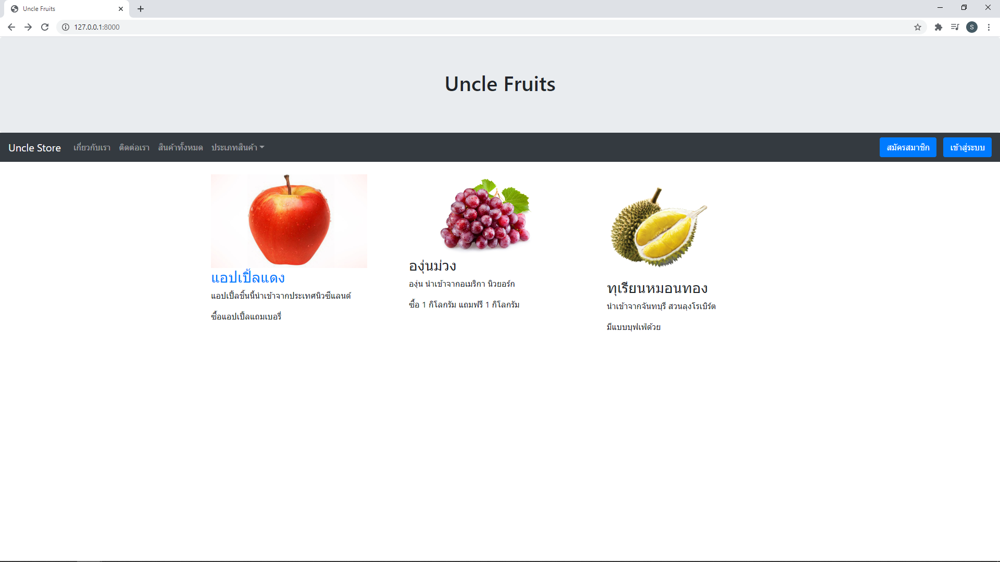 Uncle Fruits
127.0.0.1:8000
S
Uncle Fruits
Uncle Store
เกี่ยวกับเรา
ติดต่อเรา
สินค้าทั้งหมด
ประเภทสินค้า
สมัครสมาชิก
เข้าสู่ระบบ
แอปเปิ้ลแดง
แอปเปิ้ลชิ้นนี้นำเข้าจากประเทศนิวซีแลนด์
ซื้อแอปเปิ้ลแถมเบอรี่
องุ่นม่วง
องุ่น นำเข้าจากอเมริกา นิวยอร์ก
ซื้อ 1 กิโลกรัม แถมฟรี 1 กิโลกรัม
ทุเรียนหมอนทอง
นำเข้าจากจันทบุรี สวนลุงโรเบิร์ต
มีแบบบุฟเฟ่ด้วย